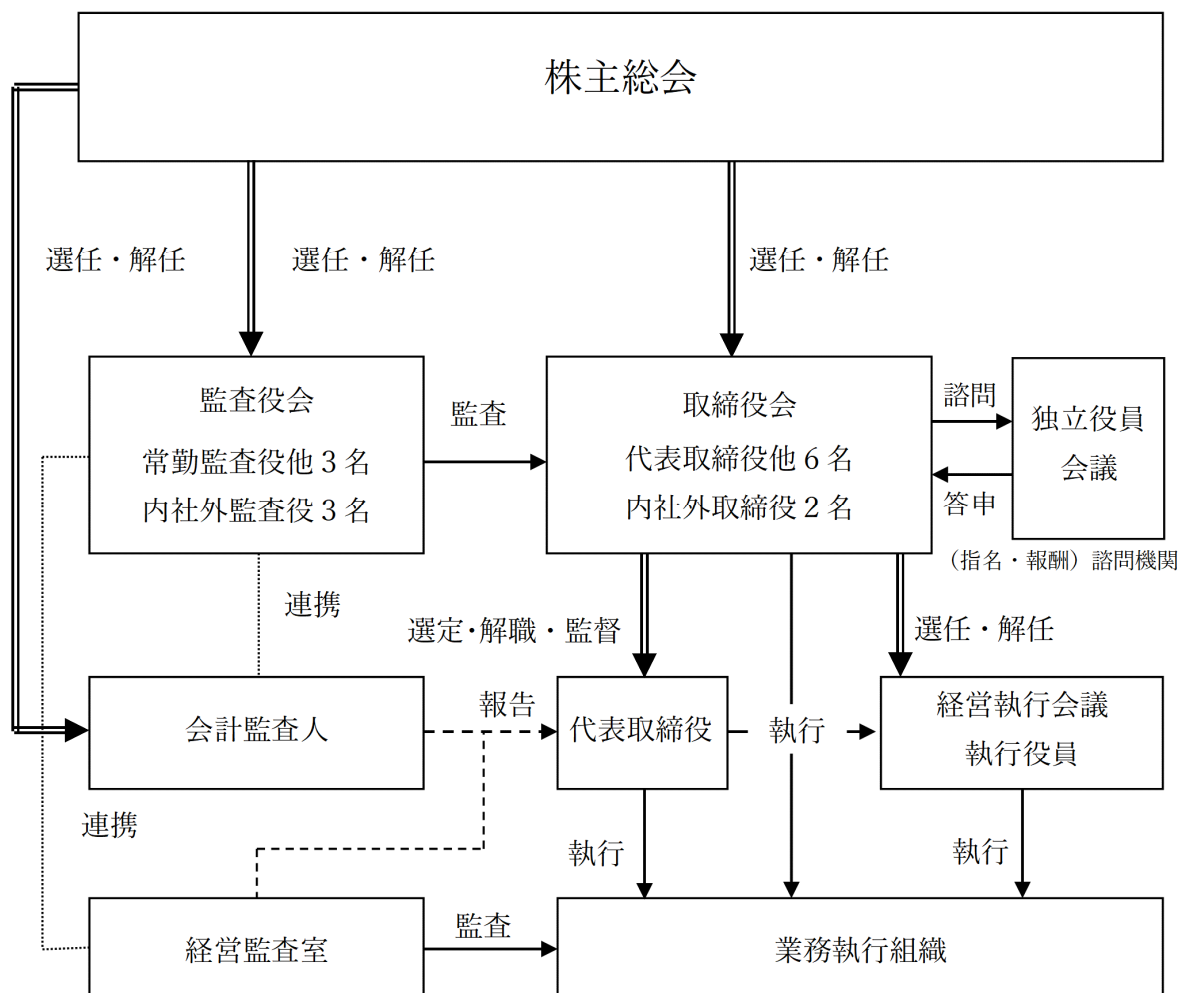 株主総会
選任・解任
選任・解任
選任・解任
監査役会
常勤監査役他３名
内社外監査役３名
監査
取締役会
代表取締役他６名
内社外取締役２名
諮問
答申
独立役員
会議
（指名・報酬）諮問機関
連携
選定･解職・監督
選任・解任
会計監査人
報告
代表取締役
執行
経営執行会議
執行役員
連携
執行
執行
経営監査室
監査
業務執行組織